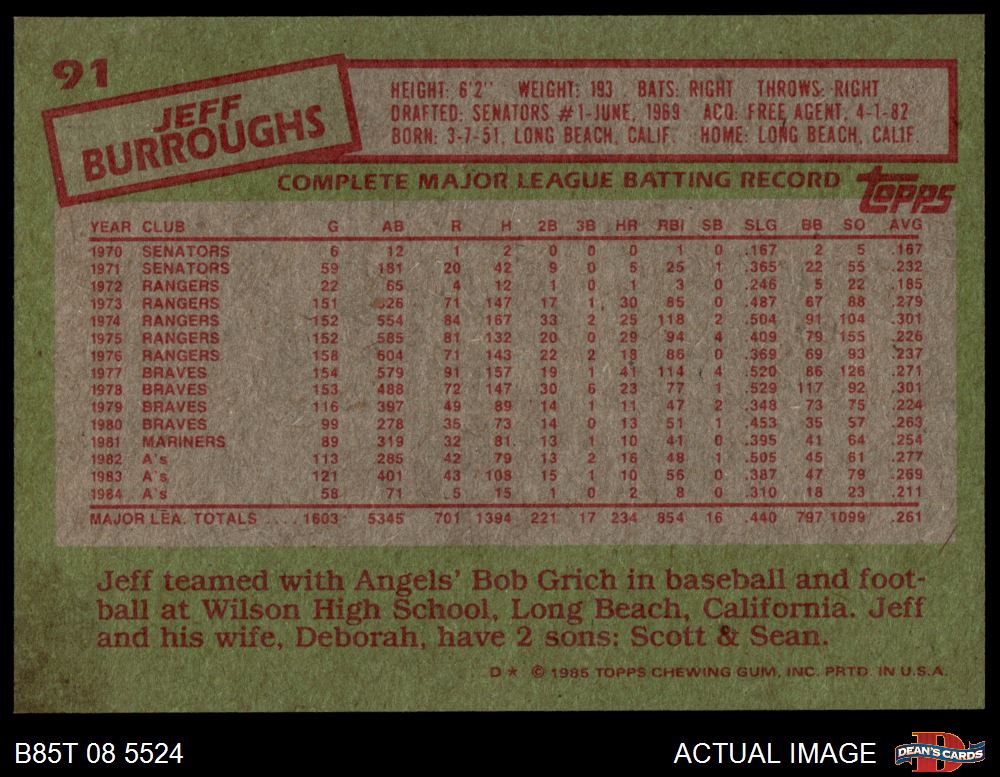 91
JEFF
BURROUGHS
HEIGHT: 6'2" WEIGHT: 193 BATS: RIGHT THROWS: RIGHT
DRAFTED: SENATORS #1-JUNE, 1969 ACQ: FREE AGENT, 4-1-82
BORN: 3-7-51, LONG BEACH, CALIF. HOME: LONG BEACH, CALIF.
COMPLETE MAJOR LEAGUE BATTING RECORD topps
YEAR CLUB G AB R H 2B 3B HR RBI SB SLG BB SO AVG
1970 SENATORS 6 12 1 2 0 0 0 1 0 .167 2 5 .167
1971 SENATORS 59 181 20 42 9 0 5 25 1 .365 22 55 .232
1972 RANGERS 22 65 4 12 1 0 1 3 0 .246 5 22 .185
1973 RANGERS 151 526 71 147 17 1 30 85 0 .487 67 88 .279
1974 RANGERS 152 554 84 167 33 2 25 118 2 .504 91 104 .301
1975 RANGERS 152 585 81 132 20 0 29 94 4 .409 79 155 .226
1976 RANGERS 158 604 71 143 22 2 18 86 0 .369 69 93 .237
1977 BRAVES 154 579 91 157 19 1 41 114 4 .520 86 126 .271
1978 BRAVES 153 488 72 147 30 6 23 77 1 .529 117 92 .301
1979 BRAVES 116 397 49 89 14 1 11 47 2 .348 73 75 .224
1980 BRAVES 99 278 35 73 14 0 13 51 1 .453 35 57 .263
1981 MARINERS 89 319 32 81 13 1 10 41 0 .395 41 64 .254
1982 A's 113 285 42 79 13 2 16 48 1 .505 45 61 .277
1983 A's 121 401 43 108 15 1 10 56 0 .387 47 79 .269
1984 A's 58 71 5 15 1 0 2 8 0 .310 18 23 .211
MAJOR LEA. TOTALS .... 1603 5345 701 1394 221 17 234 854 16 .440 797 1099 .261
Jeff teamed with Angels' Bob Grich in baseball and foot-
ball at Wilson High School, Long Beach, California. Jeff
and his wife, Deborah, have 2 sons: Scott & Sean.
D* © 1985 TOPPS CHEWING GUM, INC. PRTD. IN U.S.A.
B85T 08 5524 ACTUAL IMAGE DEAN'S CARDS